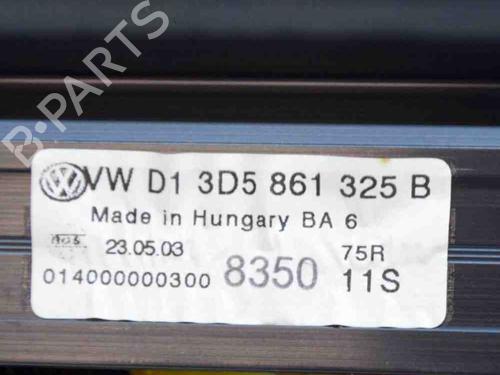 B-PARTS
VW D1 3D5 861 325 B
Made in Hungary BA 6
23.05.03 75R
014000000300 8350 11S